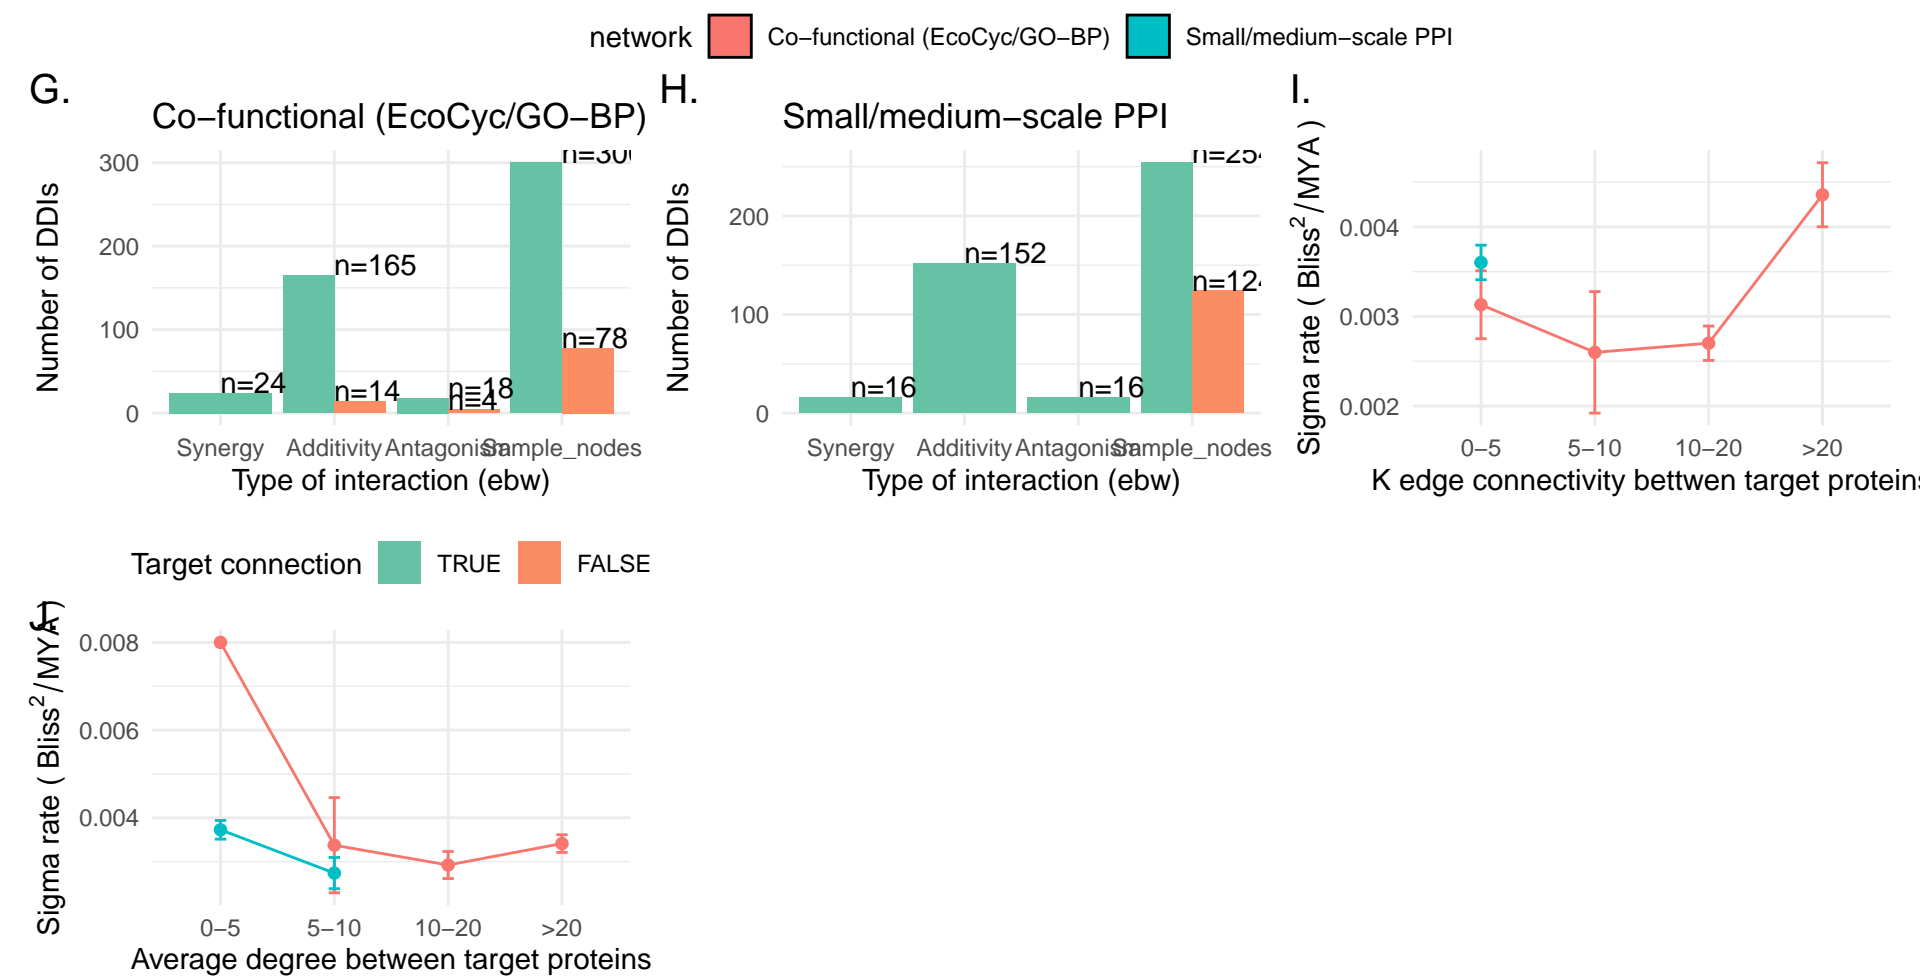 network Co–functional (EcoCyc/GO–BP) Small/medium–scale PPI
G.
Co–functional (EcoCyc/GO–BP)
Number of DDIs
300
200
100
0
n=24
n=165
n=14
n=18
n=4
n=300
n=78
Synergy Additivity Antagonism Sample_nodes
Type of interaction (ebw)
Target connection TRUE FALSE
H.
Small/medium–scale PPI
Number of DDIs
200
100
0
n=16
n=152
n=16
n=254
n=124
Synergy Additivity Antagonism Sample_nodes
Type of interaction (ebw)
I.
Sigma rate ( Bliss²/MYA )
0.004
0.003
0.002
0–5 5–10 10–20 >20
K edge connectivity bettwen target proteins
J.
Sigma rate ( Bliss²/MYA )
0.008
0.006
0.004
0–5 5–10 10–20 >20
Average degree between target proteins